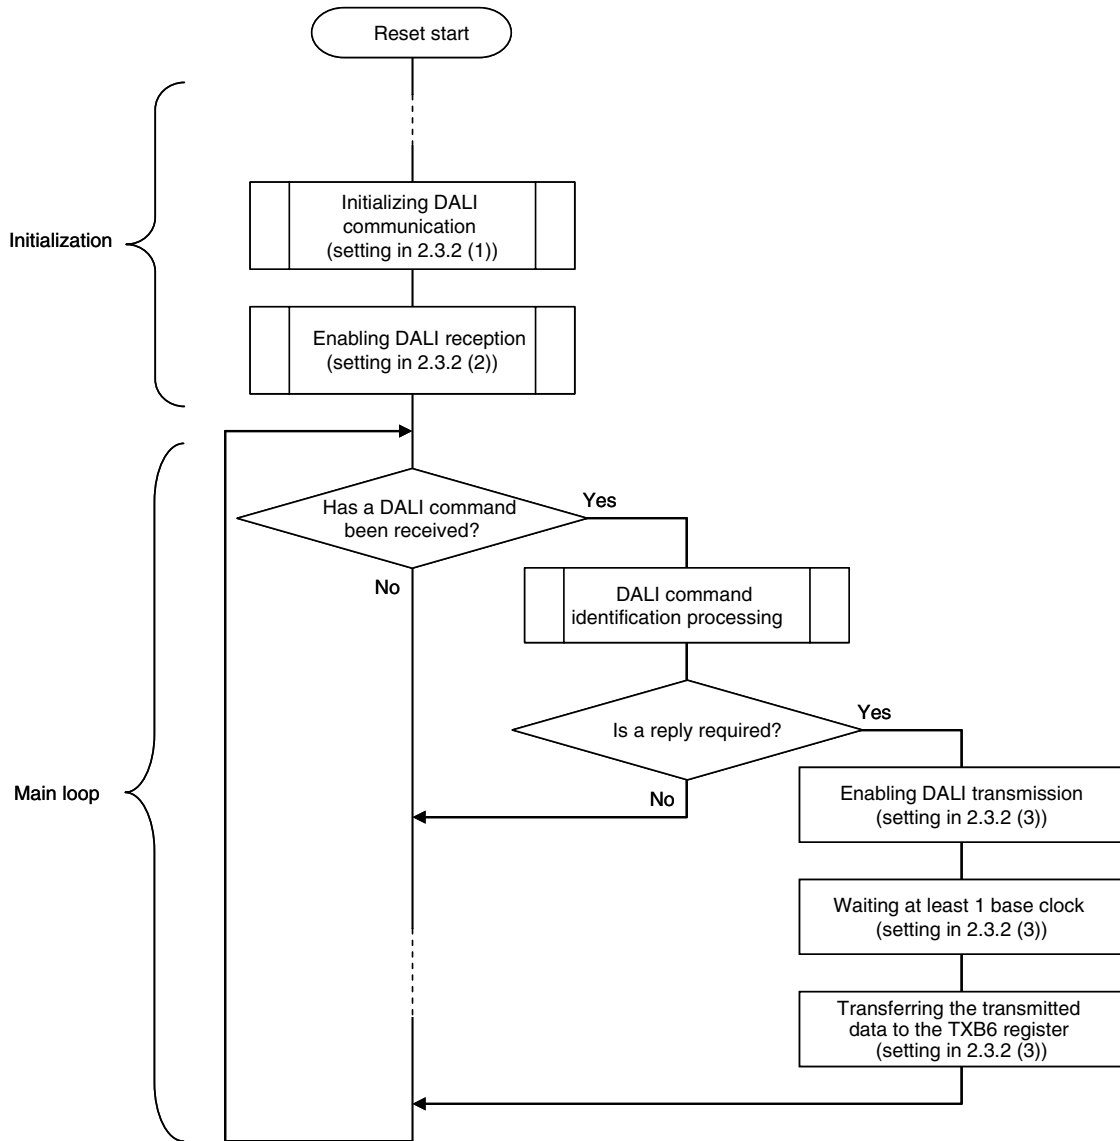 Reset start
Initialization
Initializing DALI
communication
(setting in 2.3.2 (1))
Enabling DALI reception
(setting in 2.3.2 (2))
Has a DALI command
been received?
Yes
No
DALI command
identification processing
Is a reply required?
Yes
No
Main loop
Enabling DALI transmission
(setting in 2.3.2 (3))
Waiting at least 1 base clock
(setting in 2.3.2 (3))
Transferring the transmitted
data to the TXB6 register
(setting in 2.3.2 (3))